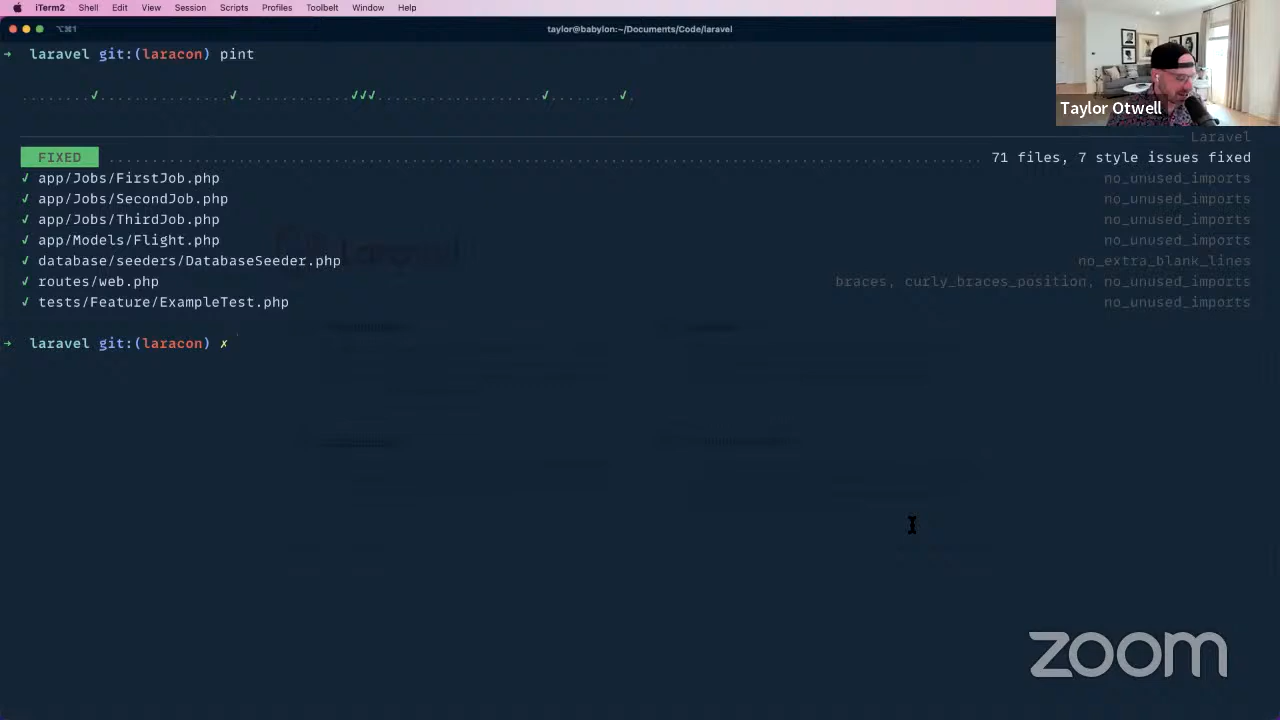 iTerm2 Shell Edit View Session Scripts Profiles Toolbelt Window Help
⌥⌘1 taylor@babylon:~/Documents/Code/laravel
➜ laravel git:(laracon) pint
........✓...............✓.............✓✓✓..................✓........✓.
Taylor Otwell
Laravel
FIXED 71 files, 7 style issues fixed
✓ app/Jobs/FirstJob.php no_unused_imports
✓ app/Jobs/SecondJob.php no_unused_imports
✓ app/Jobs/ThirdJob.php no_unused_imports
✓ app/Models/Flight.php no_unused_imports
✓ database/seeders/DatabaseSeeder.php no_extra_blank_lines
✓ routes/web.php braces, curly_braces_position, no_unused_imports
✓ tests/Feature/ExampleTest.php no_unused_imports
➜ laravel git:(laracon) ✗
zoom